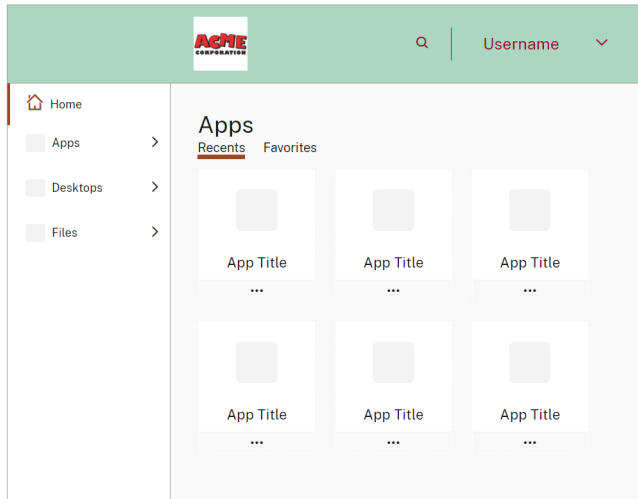 ACME
CORPORATION
Username
Home
Apps
Desktops
Files
Apps
Recents Favorites
App Title App Title App Title
... ... ...
App Title App Title App Title
... ... ...